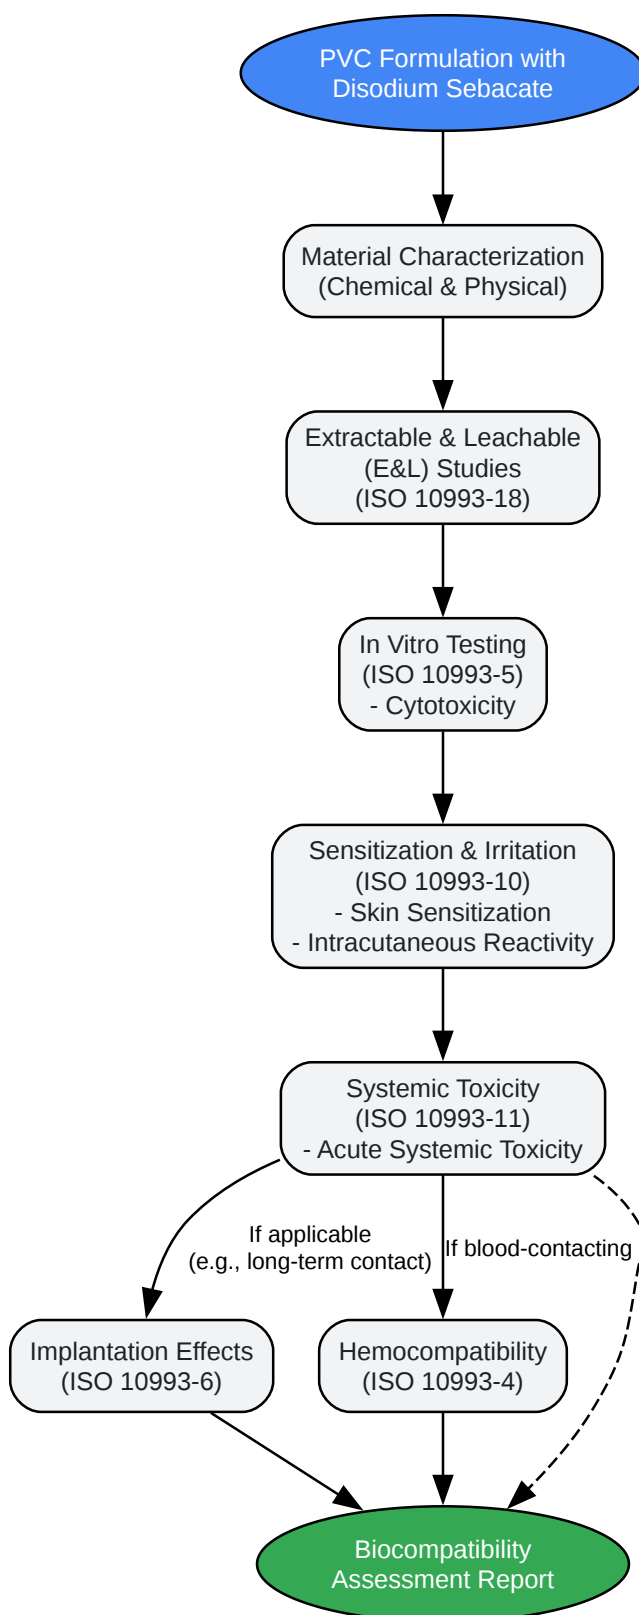 PVC Formulation with
Disodium Sebacate
Material Characterization
(Chemical & Physical)
Extractable & Leachable
(E&L) Studies
(ISO 10993-18)
In Vitro Testing
(ISO 10993-5)
- Cytotoxicity
Sensitization & Irritation
(ISO 10993-10)
- Skin Sensitization
- Intracutaneous Reactivity
Systemic Toxicity
(ISO 10993-11)
- Acute Systemic Toxicity
If applicable
(e.g., long-term contact)
If blood-contacting
Implantation Effects
(ISO 10993-6)
Hemocompatibility
(ISO 10993-4)
Biocompatibility
Assessment Report